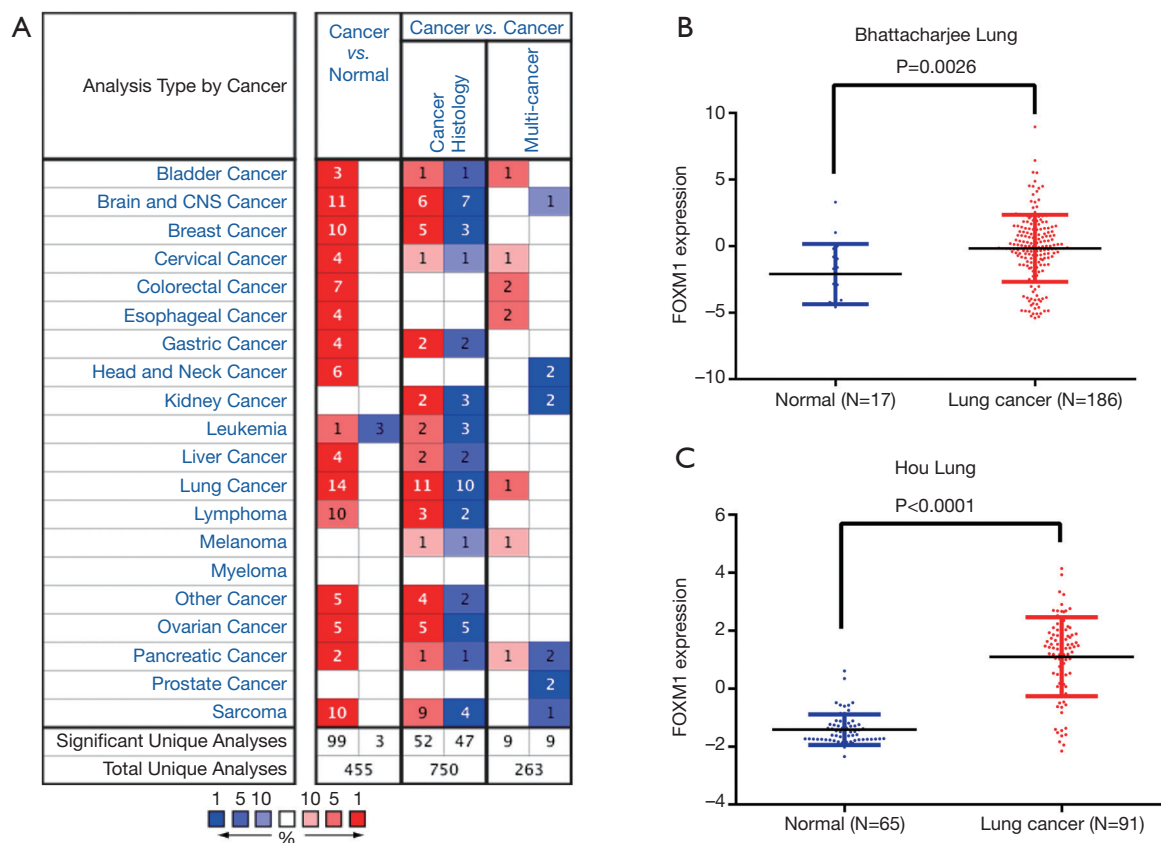 A
Analysis Type by Cancer
Cancer
vs.
Normal
Cancer vs. Cancer
Cancer
Histology
Multi-cancer
Bladder Cancer 3 1 1 1
Brain and CNS Cancer 11 6 7 1
Breast Cancer 10 5 3
Cervical Cancer 4 1 1 1
Colorectal Cancer 7 2
Esophageal Cancer 4 2
Gastric Cancer 4 2 2
Head and Neck Cancer 6 2
Kidney Cancer 2 3 2
Leukemia 1 3 2 3
Liver Cancer 4 2 2
Lung Cancer 14 11 10 1
Lymphoma 10 3 2
Melanoma 1 1 1
Myeloma
Other Cancer 5 4 2
Ovarian Cancer 5 5 5
Pancreatic Cancer 2 1 1 1 2
Prostate Cancer 2
Sarcoma 10 9 4 1
Significant Unique Analyses 99 3 52 47 9 9
Total Unique Analyses 455 750 263
1 5 10 10 5 1
%
B
Bhattacharjee Lung
P=0.0026
FOXM1 expression
10
5
0
−5
−10
Normal (N=17) Lung cancer (N=186)
C
Hou Lung
P<0.0001
FOXM1 expression
6
4
2
0
−2
−4
Normal (N=65) Lung cancer (N=91)